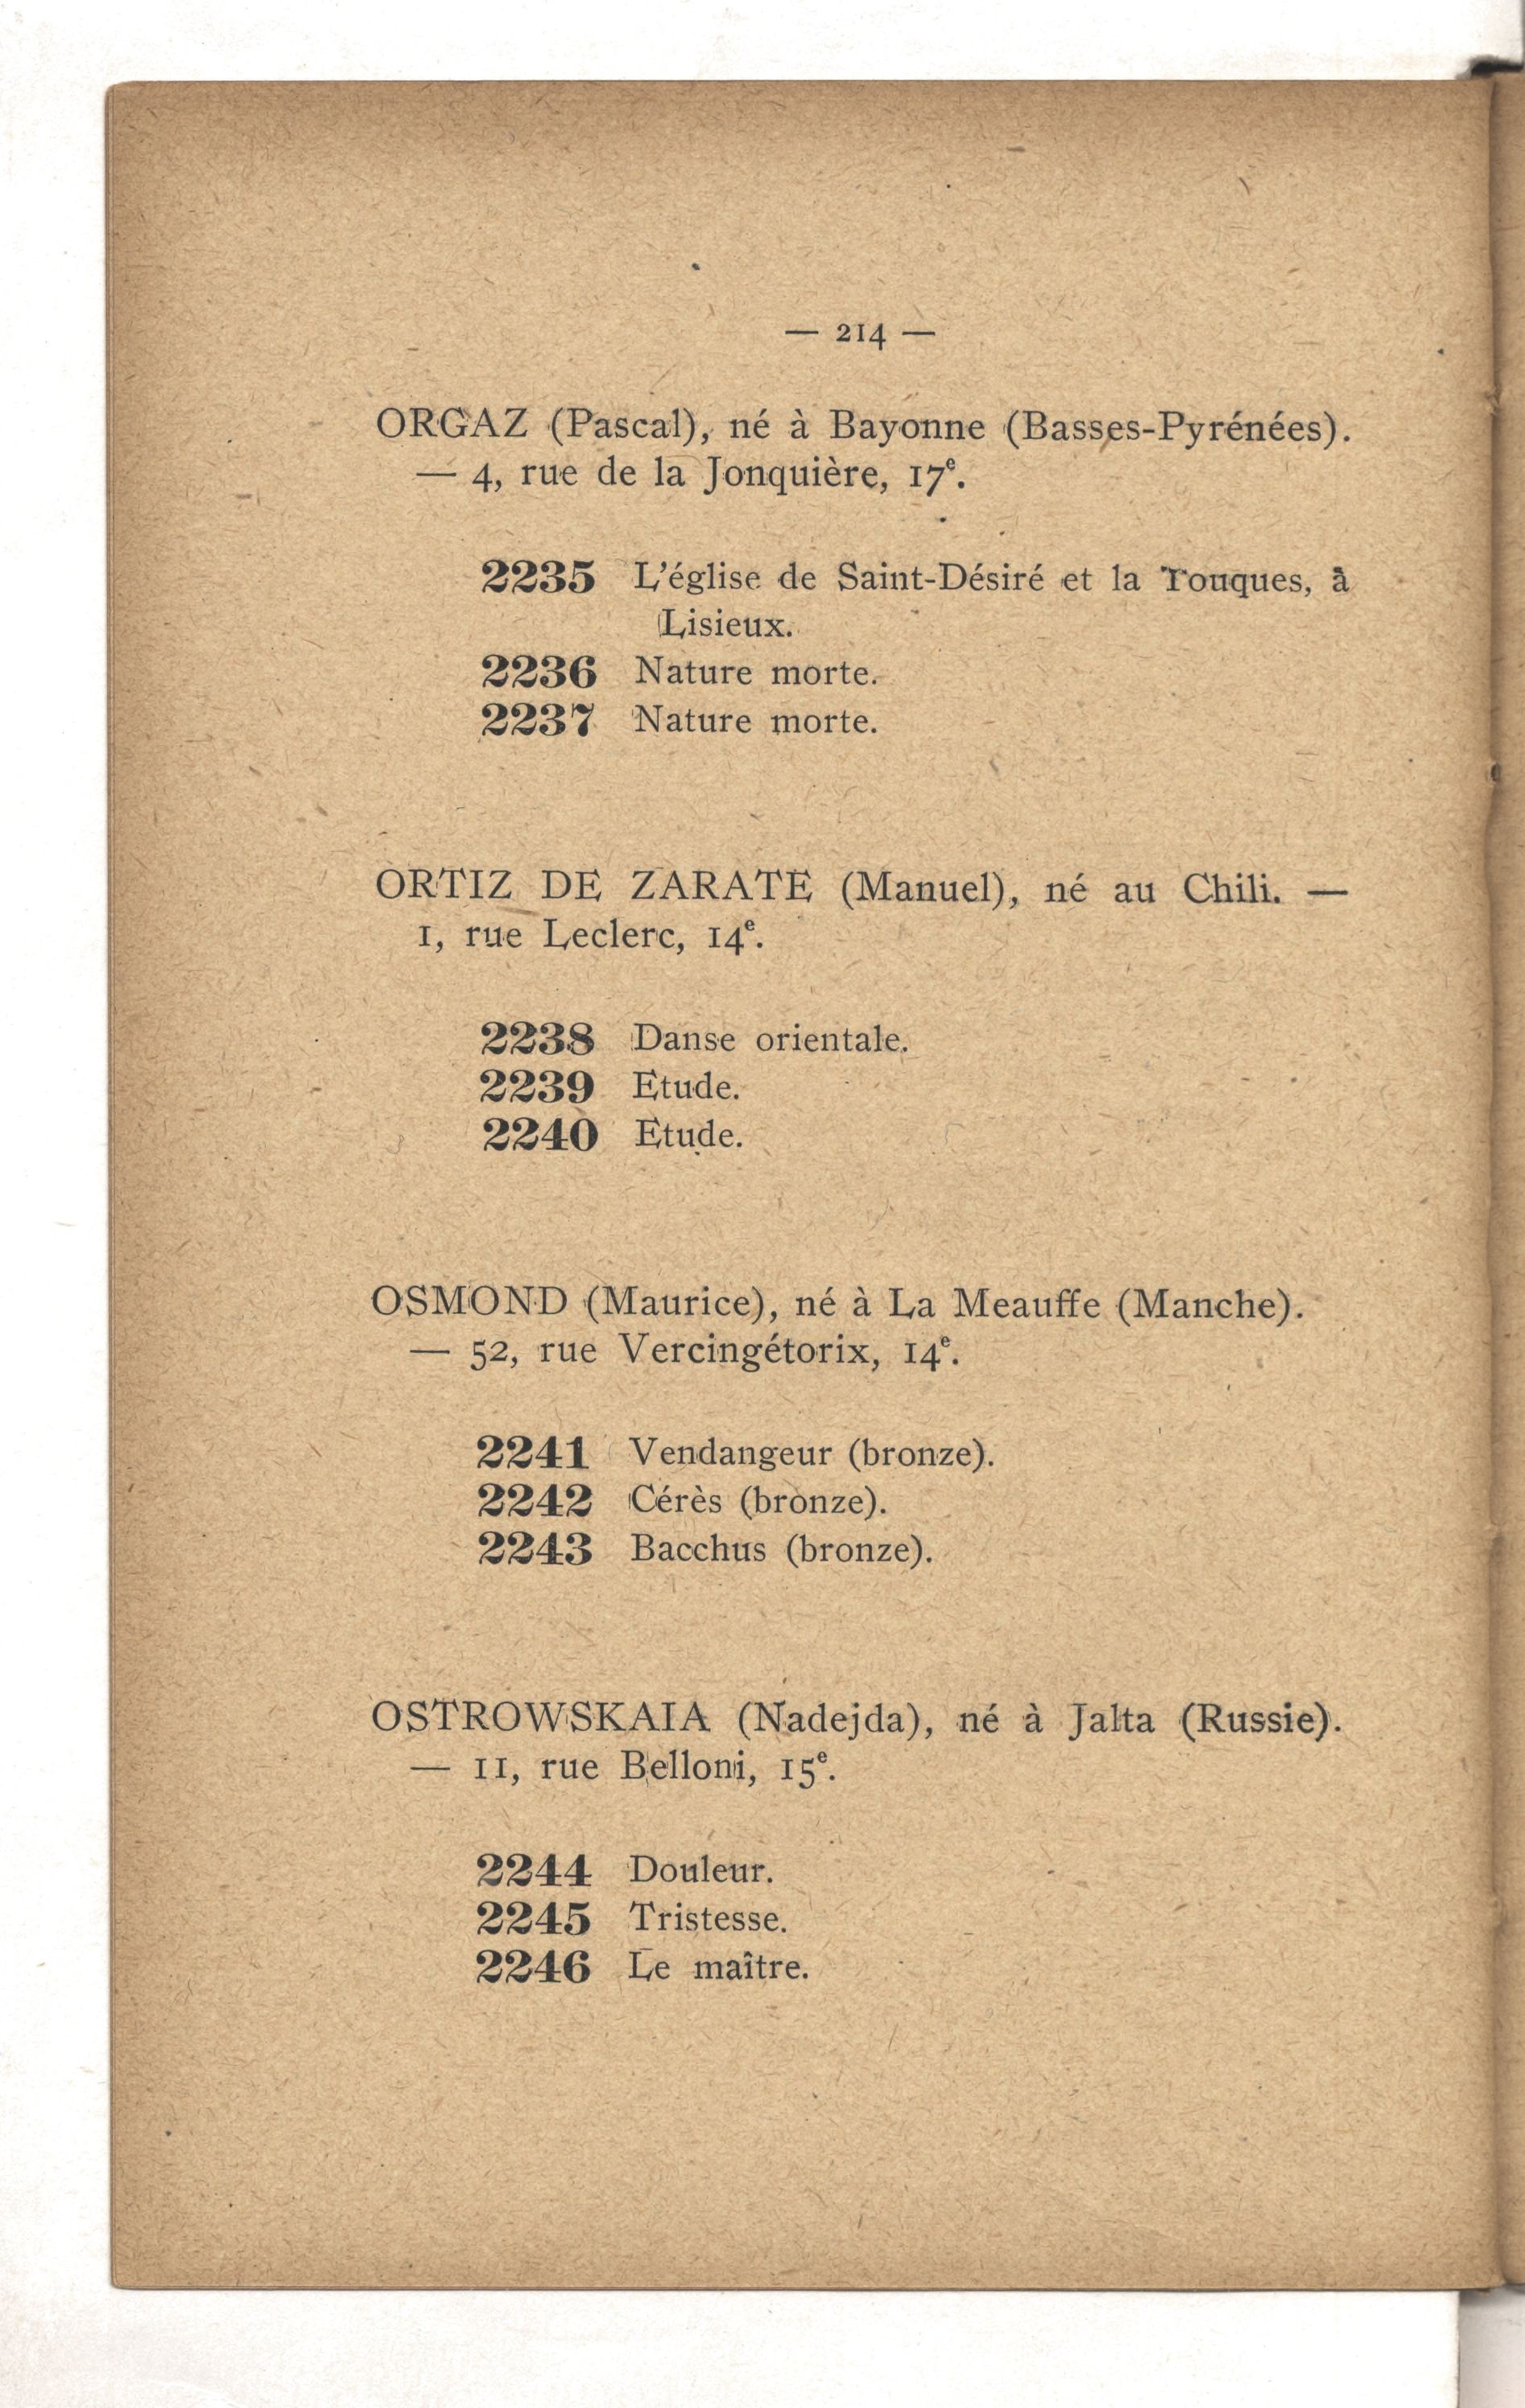 — 214 —
ORGAZ (Pascal), né à Bayonne (Basses-Pyrénées).
— 4, rue de la Jonquière, 17e.
2235 L'église de Saint-Désiré et la Touques, à
Lisieux.
2236 Nature morte.
2237 Nature morte.
ORTIZ DE ZARATE (Manuel), né au Chili. —
1, rue Leclerc, 14e.
2238 Danse orientale.
2239 Etude.
2240 Etude.
OSMOND (Maurice), né à La Meauffe (Manche).
— 52, rue Vercingétorix, 14e.
2241 Vendangeur (bronze).
2242 Cérès (bronze).
2243 Bacchus (bronze).
OSTROWSKAIA (Nadejda), né à Jalta (Russie).
— 11, rue Belloni, 15e.
2244 Douleur.
2245 Tristesse.
2246 Le maître.